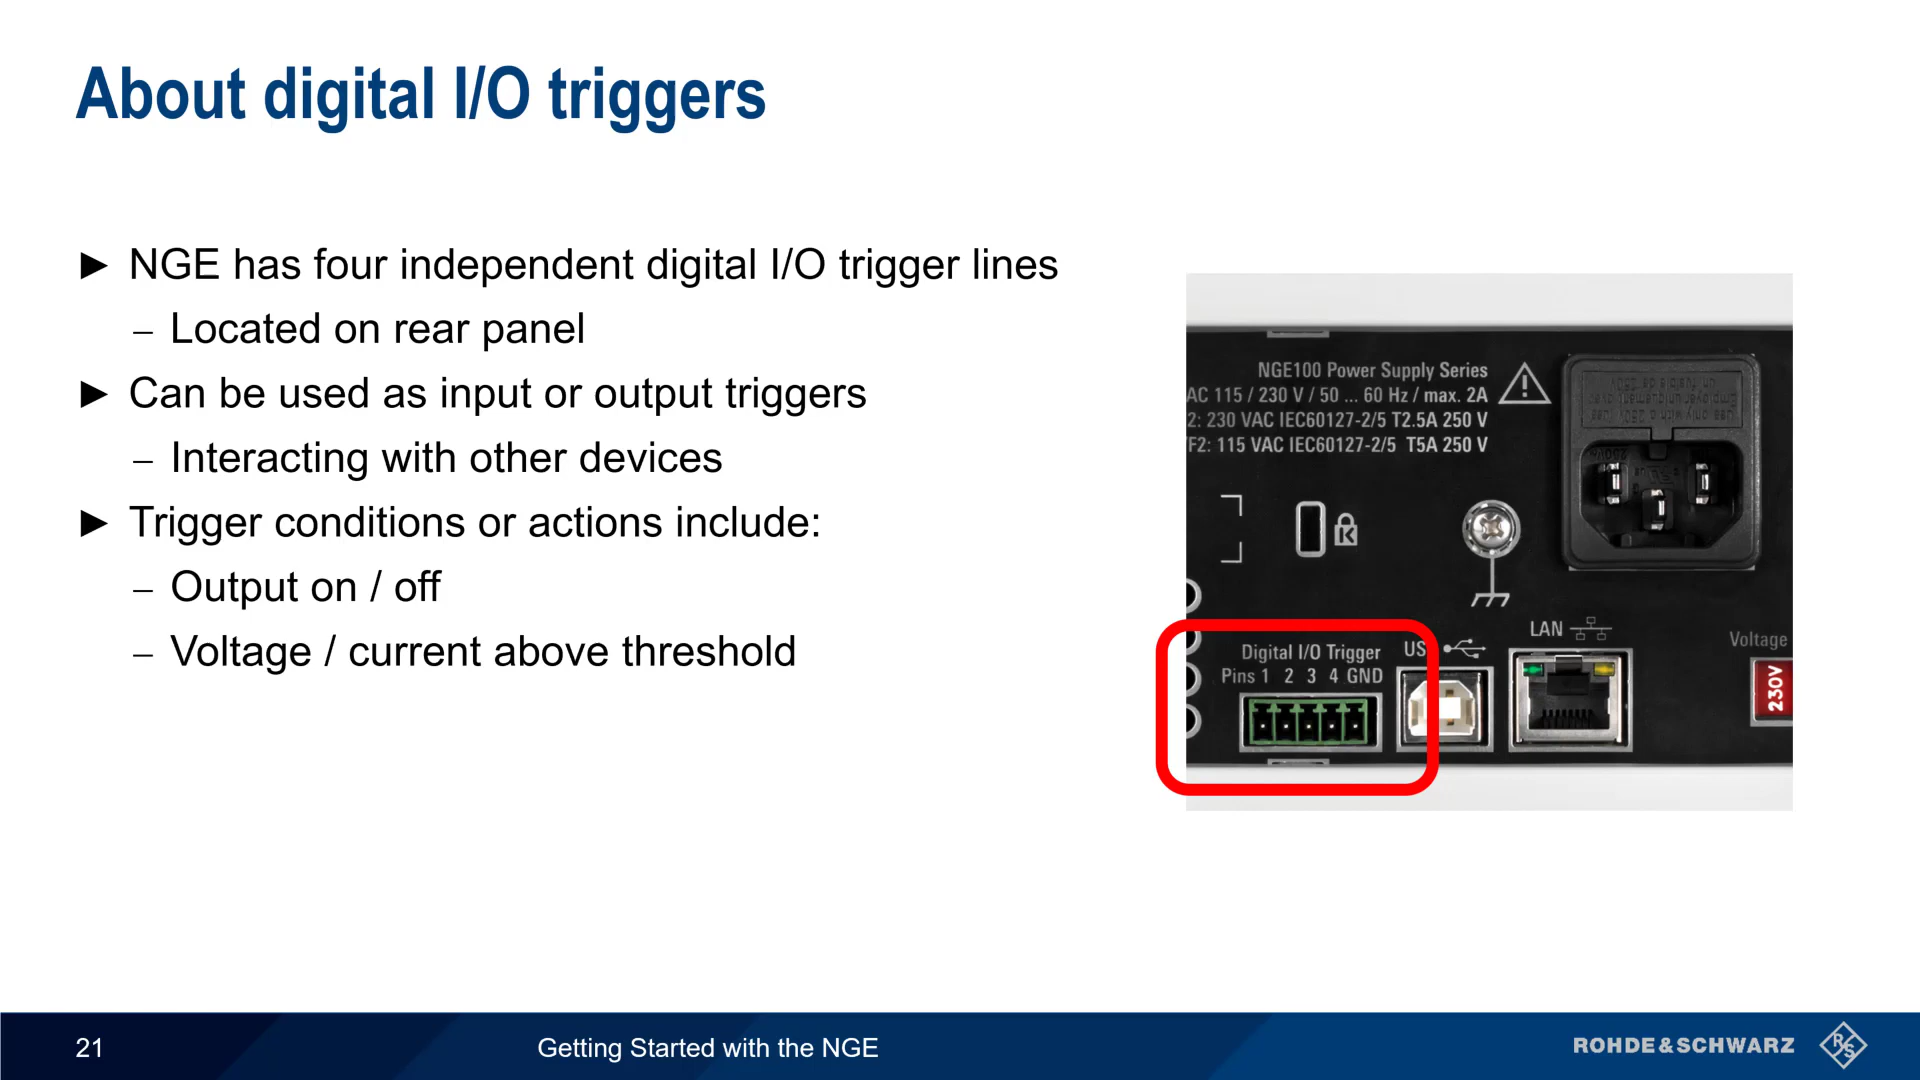 About digital I/O triggers
► NGE has four independent digital I/O trigger lines
– Located on rear panel
► Can be used as input or output triggers
– Interacting with other devices
► Trigger conditions or actions include:
– Output on / off
– Voltage / current above threshold
NGE100 Power Supply Series
AC 115 / 230 V / 50 ... 60 Hz / max. 2A
2: 230 VAC IEC60127-2/5 T2.5A 250 V
F2: 115 VAC IEC60127-2/5 T5A 250 V
K
LAN
Voltage
Digital I/O Trigger
US
Pins 1 2 3 4 GND
230V
21
Getting Started with the NGE
ROHDE&SCHWARZ
R&S